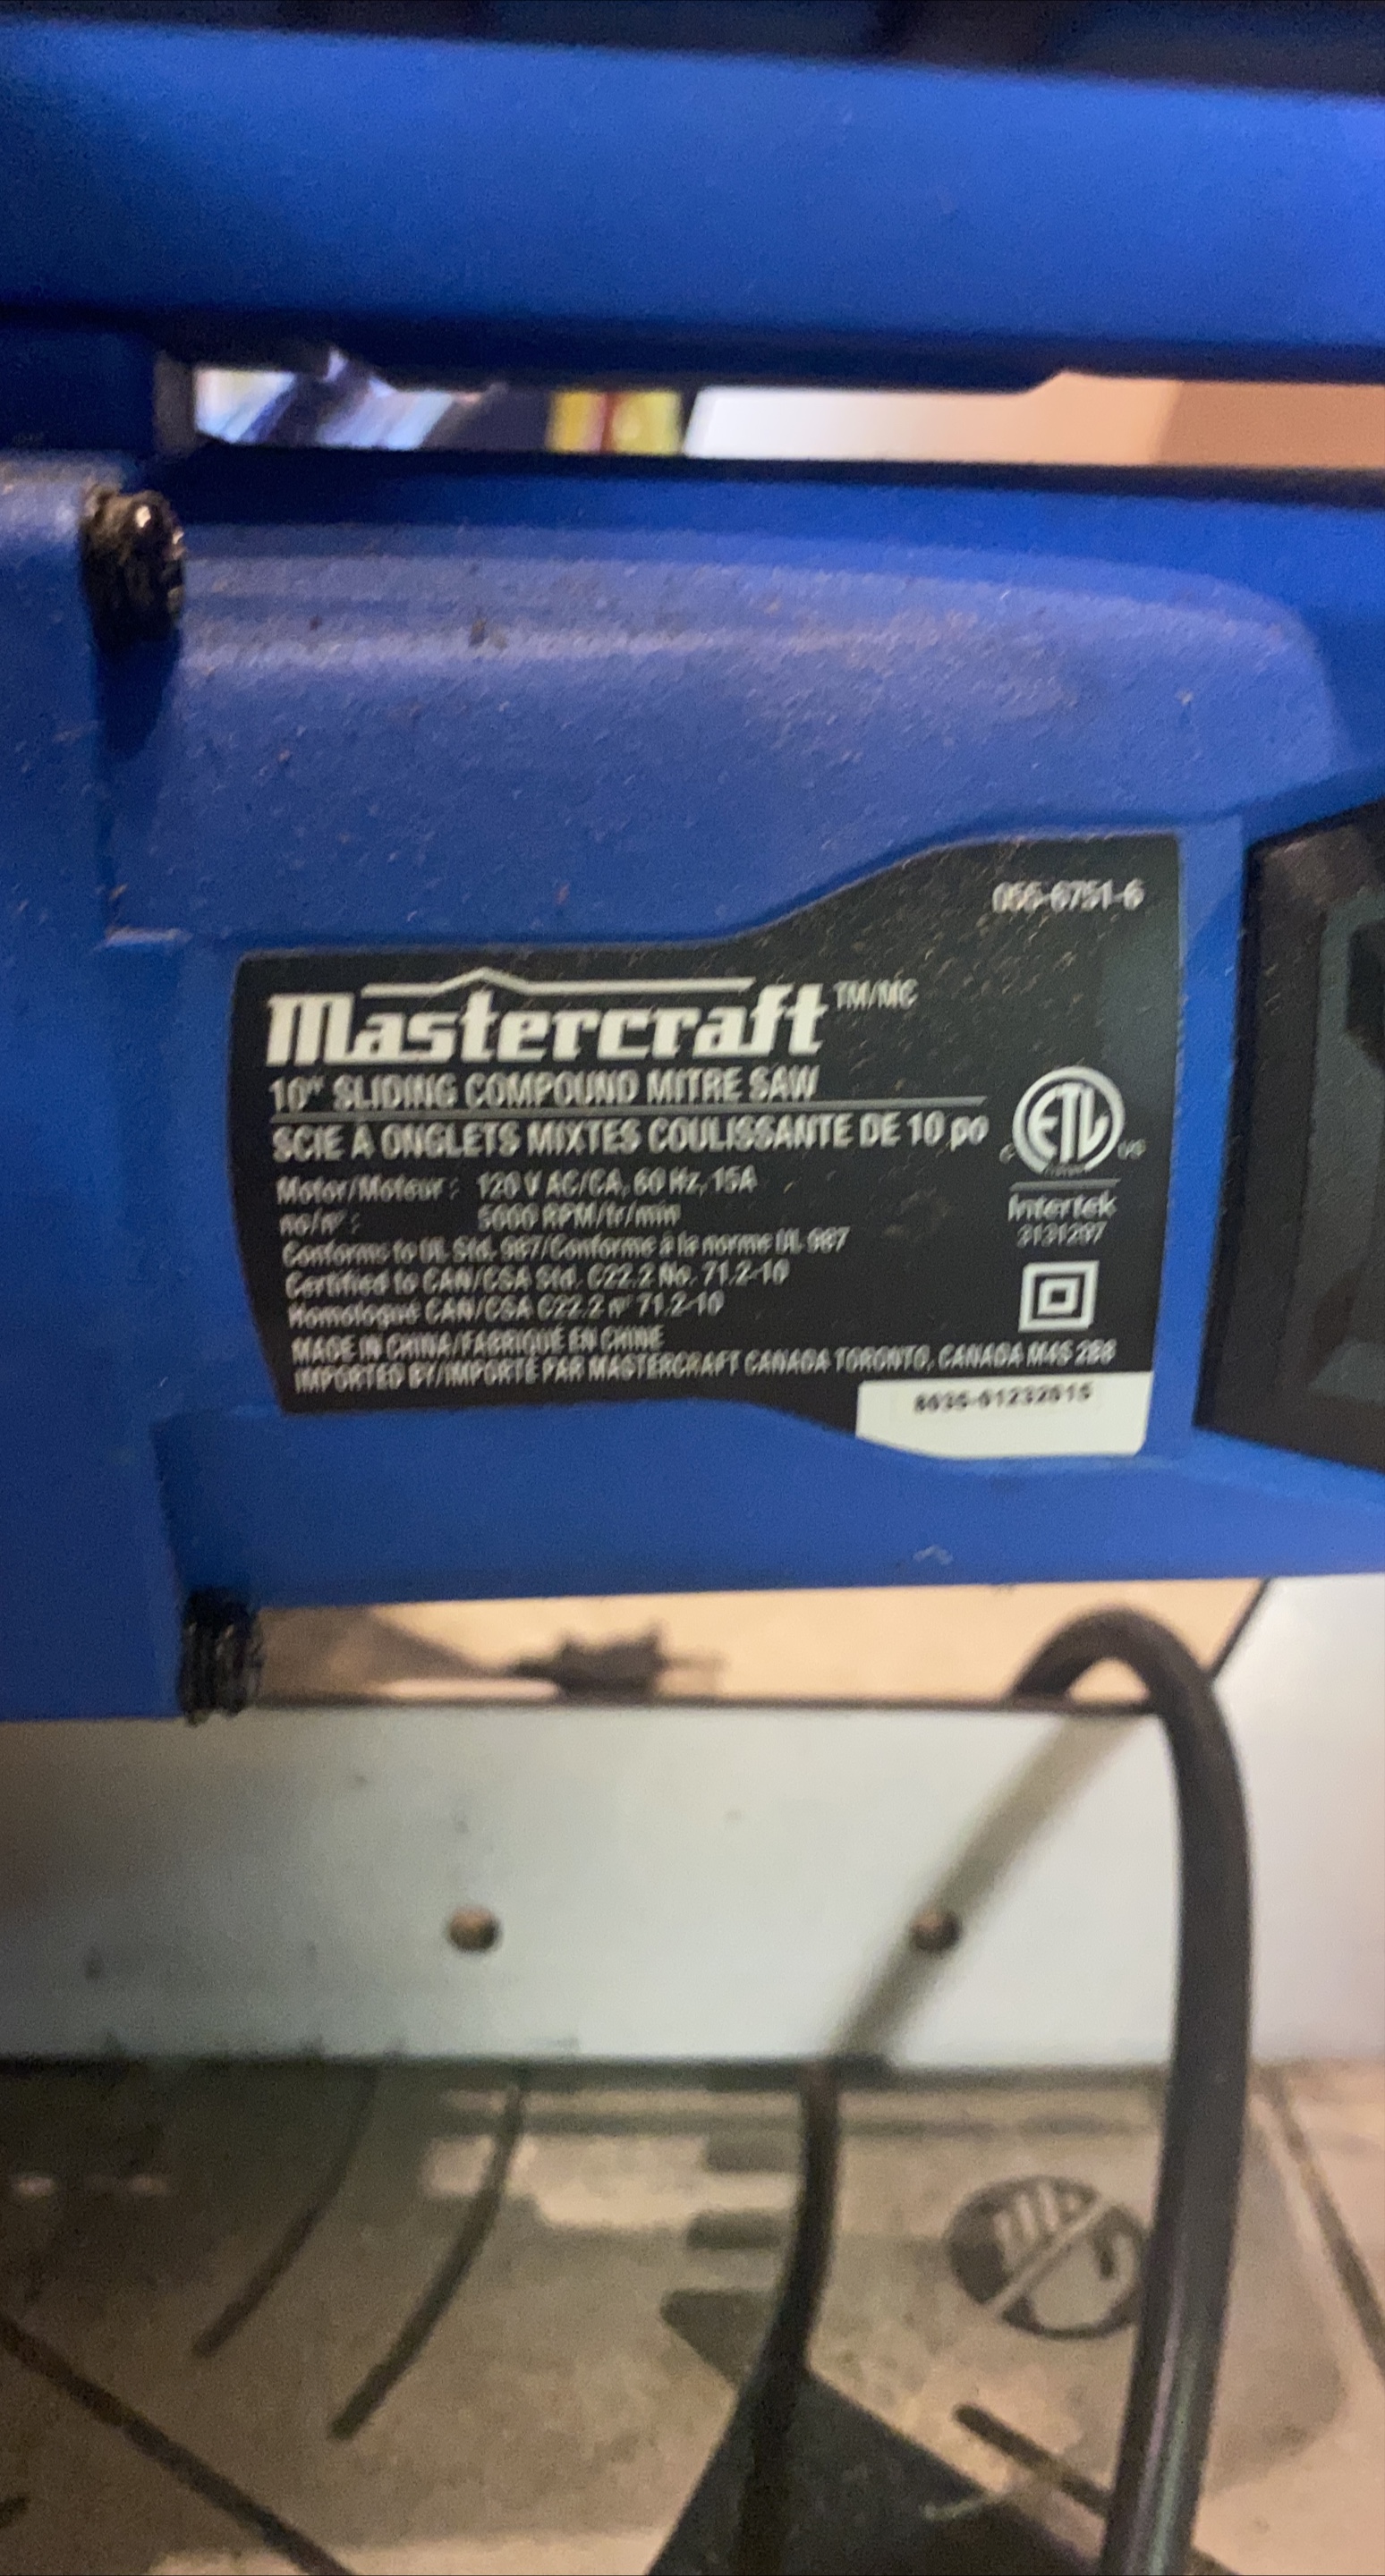 055-6751-6
Mastercraft TM/MC
10" SLIDING COMPOUND MITRE SAW
SCIE À ONGLETS MIXTES COULISSANTE DE 10 po
Motor/Moteur : 120 V AC/CA, 60 Hz, 15A
no/nº : 5000 RPM/tr/min
Conforms to UL Std. 987/Conforme à la norme UL 987
Certified to CAN/CSA Std. C22.2 No. 71.2-10
Homologué CAN/CSA C22.2 nº 71.2-10
MADE IN CHINA/FABRIQUÉ EN CHINE
IMPORTED BY/IMPORTÉ PAR MASTERCRAFT CANADA TORONTO, CANADA M4S 2B8
ETL
C US
Intertek
3131297